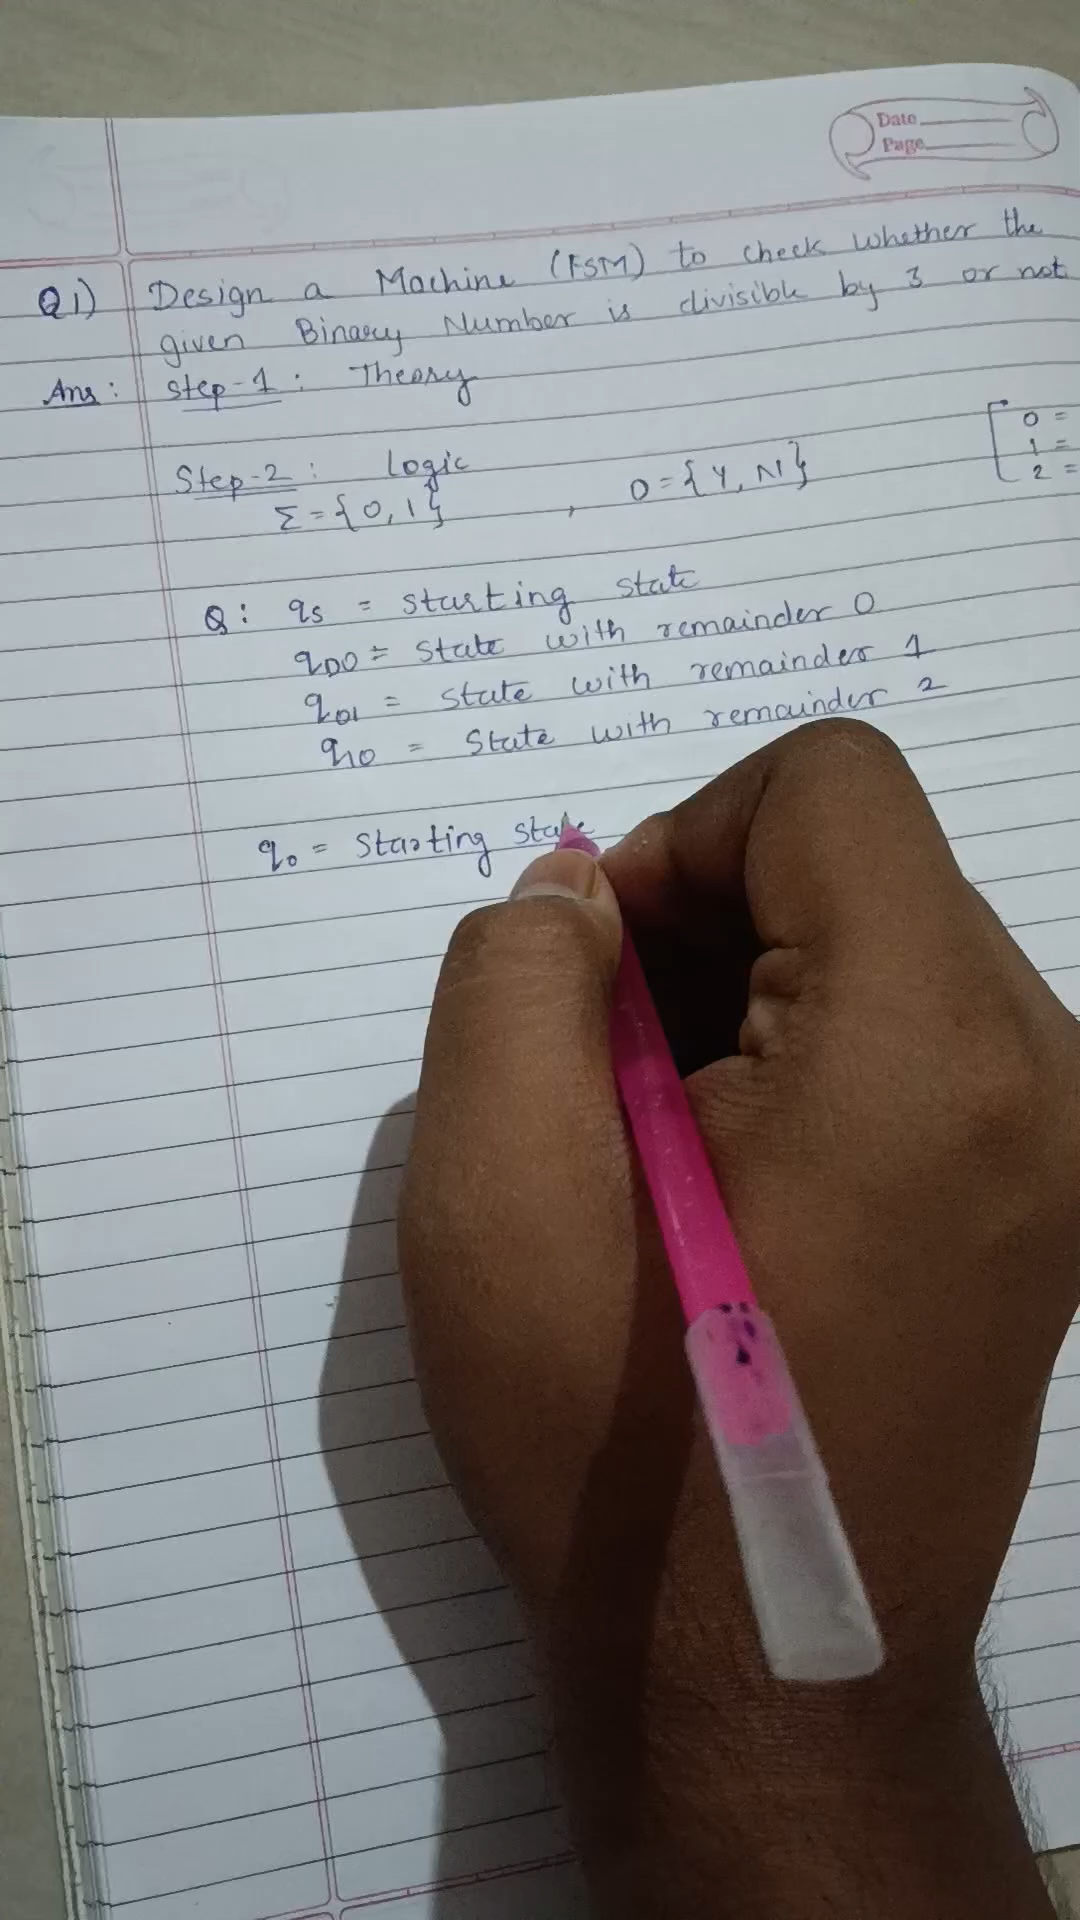 Date
Page
Q1) Design a Machine (FSM) to check whether the
given Binary Number is divisible by 3 or not
Ans: Step-1: Theory
Step-2: Logic
Σ = {0,1} , O = {Y, N}
0 =
1 =
2 =
Q: qs = starting state
q00 = state with remainder 0
q01 = state with remainder 1
q10 = state with remainder 2
q0 = starting state